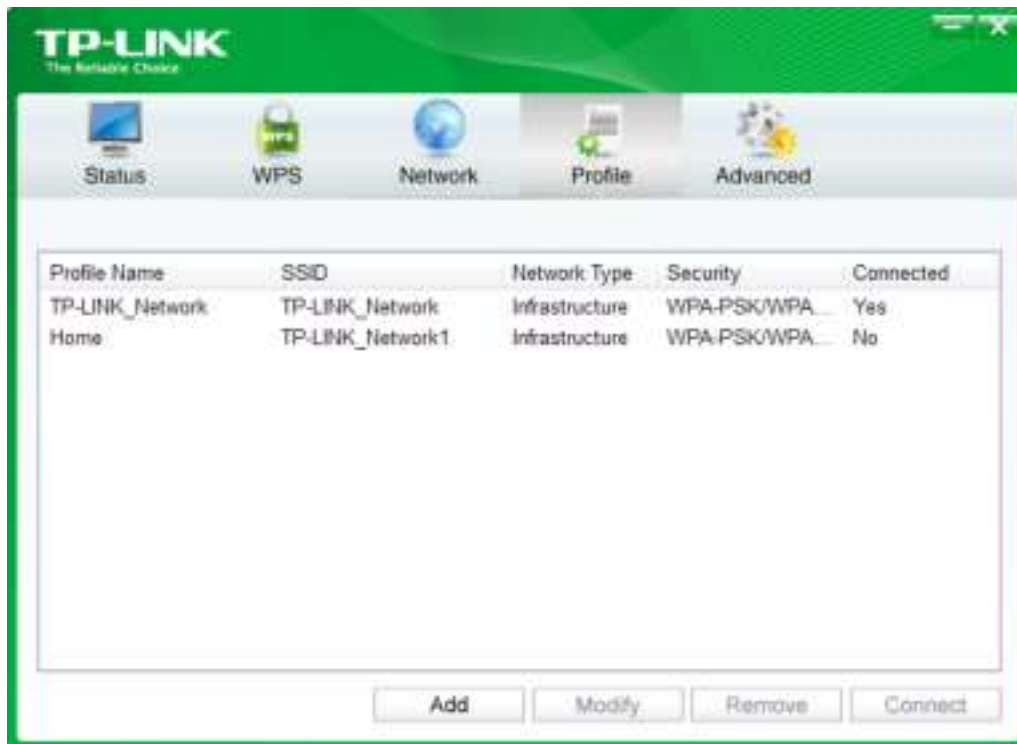 TP-LINK
The Reliable Choice
WPS
Status WPS Network Profile Advanced
Profile Name SSID Network Type Security Connected
TP-LINK_Network TP-LINK_Network Infrastructure WPA-PSK/WPA... Yes
Home TP-LINK_Network1 Infrastructure WPA-PSK/WPA... No
Add Modify Remove Connect